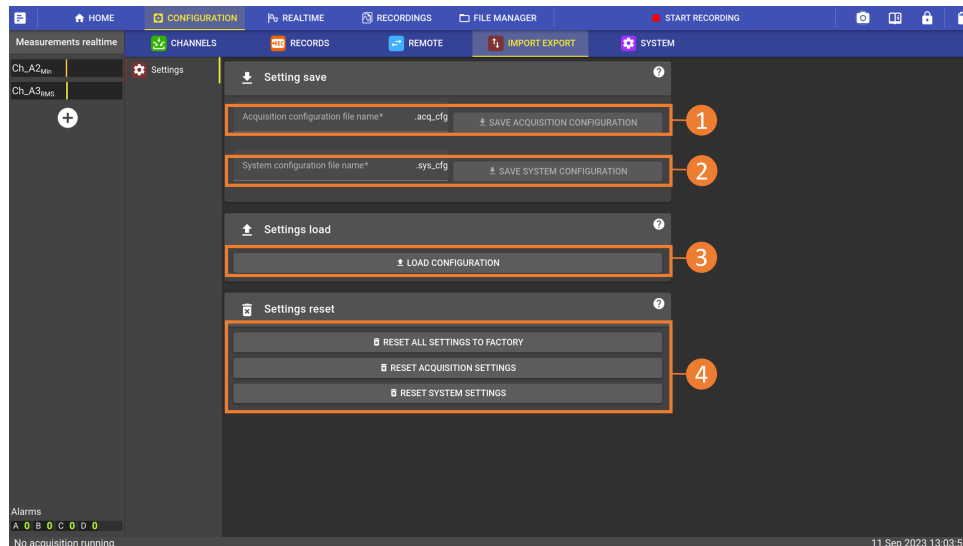 HOME
CONFIGURATION
REALTIME
RECORDINGS
FILE MANAGER
START RECORDING
Measurements realtime
CHANNELS
REC
RECORDS
REMOTE
IMPORT EXPORT
SYSTEM
Ch_A2Min
Ch_A3RMS
Settings
Setting save
?
Acquisition configuration file name* .acq_cfg
SAVE ACQUISITION CONFIGURATION
1
System configuration file name* .sys_cfg
SAVE SYSTEM CONFIGURATION
2
Settings load
?
LOAD CONFIGURATION
3
Settings reset
?
RESET ALL SETTINGS TO FACTORY
RESET ACQUISITION SETTINGS
RESET SYSTEM SETTINGS
4
Alarms
A 0 B 0 C 0 D 0
No acquisition running
11 Sep 2023 13:03:5